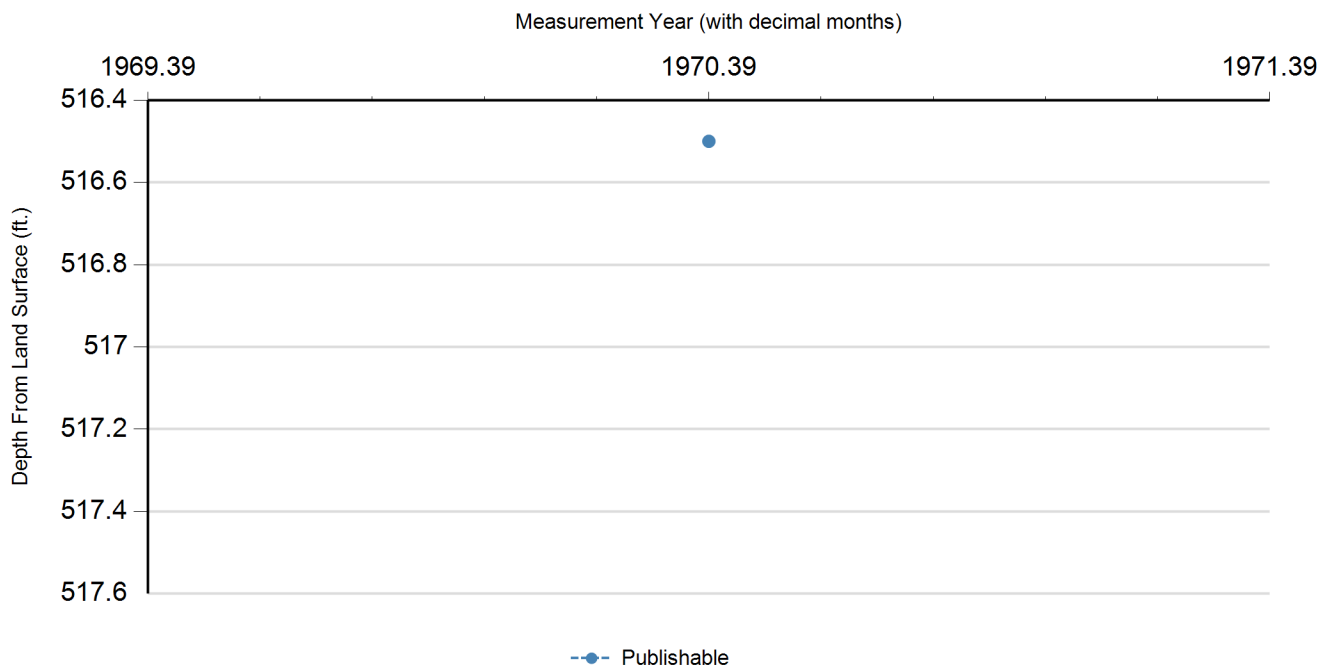 Measurement Year (with decimal months)
1969.39 1970.39 1971.39
516.4
516.6
516.8
517
517.2
517.4
517.6
Depth From Land Surface (ft.)
Publishable